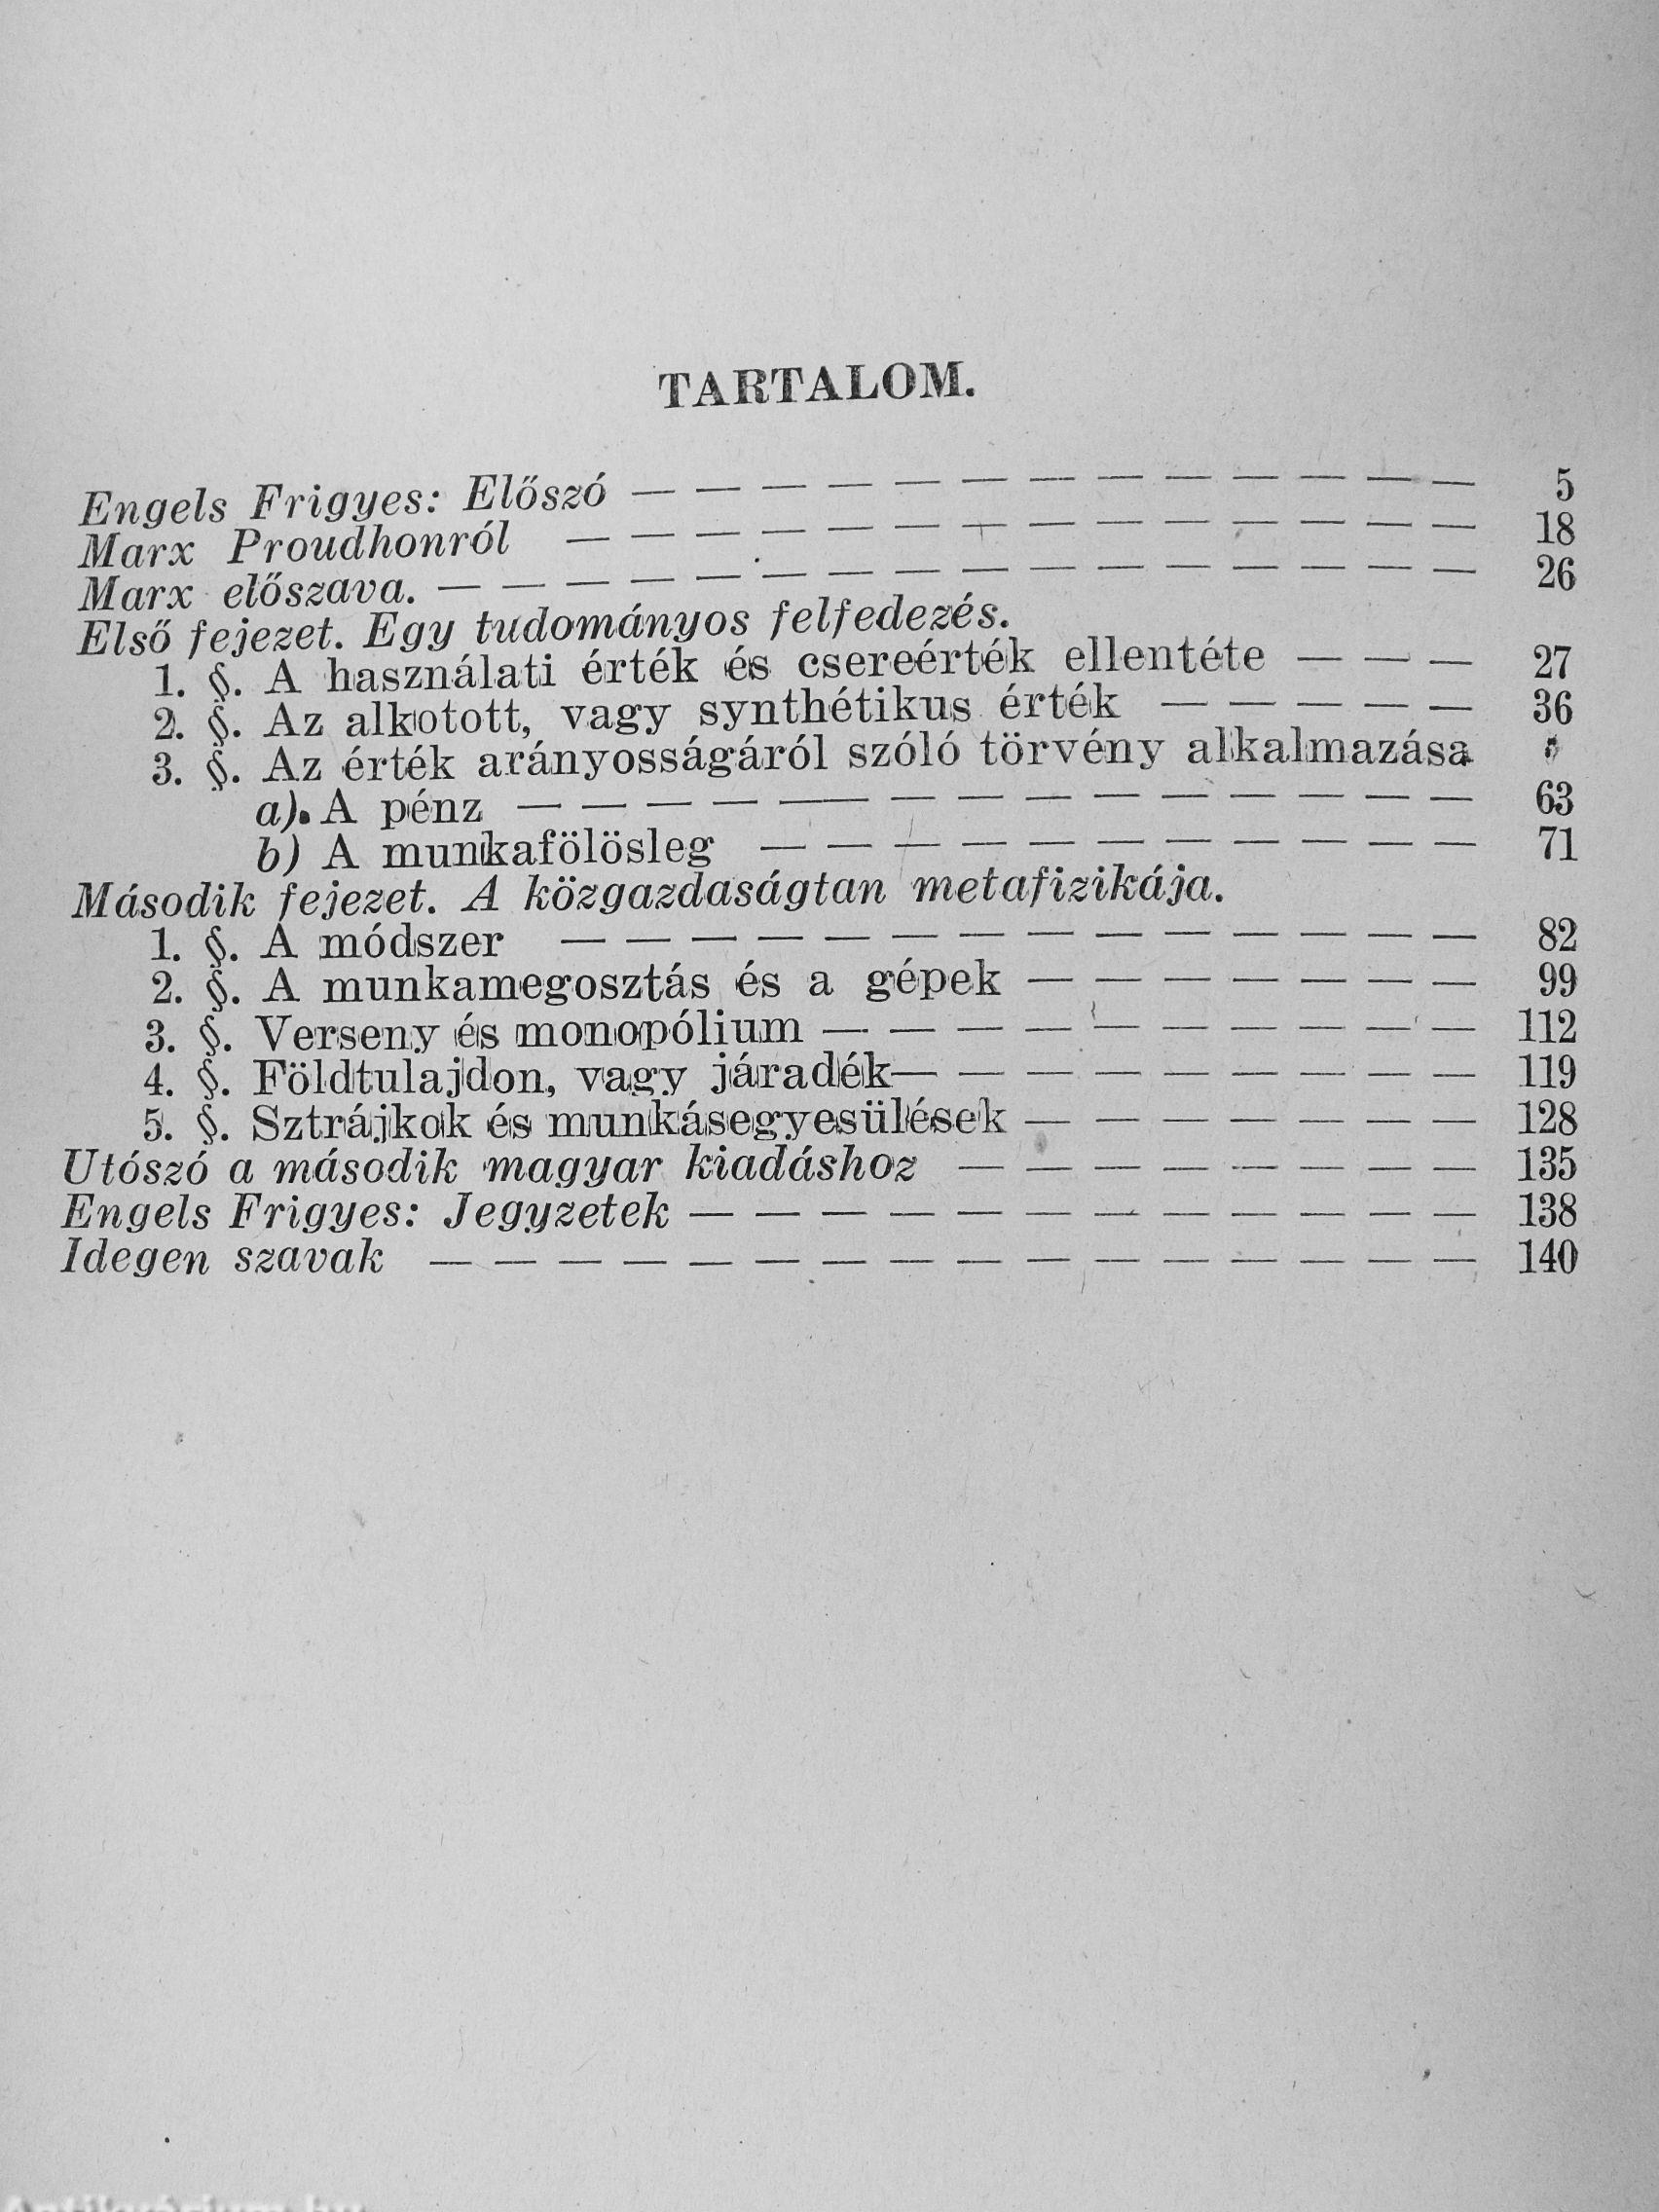 TARTALOM.
Engels Frigyes: Előszó — — — — — — — — — — — — — 5
Marx Proudhonról — — — — — — — — — — — — — — 18
Marx előszava. — — — — — — — — — — — — — — — — 26
Első fejezet. Egy tudományos felfedezés.
1. §. A használati érték és csereérték ellentéte — — — 27
2. §. Az alkotott, vagy synthétikus érték — — — — — 36
3. §. Az érték arányosságáról szóló törvény alkalmazása
a). A pénz — — — — — — — — — — — — — — 63
b) A munkafölösleg — — — — — — — — — — — 71
Második fejezet. A közgazdaságtan metafizikája.
1. §. A módszer — — — — — — — — — — — — — — 82
2. §. A munkamegosztás és a gépek — — — — — — — 99
3. §. Verseny és monopólium — — — — — — — — — — 112
4. §. Földtulajdon, vagy járadék— — — — — — — — — 119
5. §. Sztrájkok és munkásegyesülések — — — — — — — 128
Utószó a második magyar kiadáshoz — — — — — — — — 135
Engels Frigyes: Jegyzetek — — — — — — — — — — — — 138
Idegen szavak — — — — — — — — — — — — — — — — 140